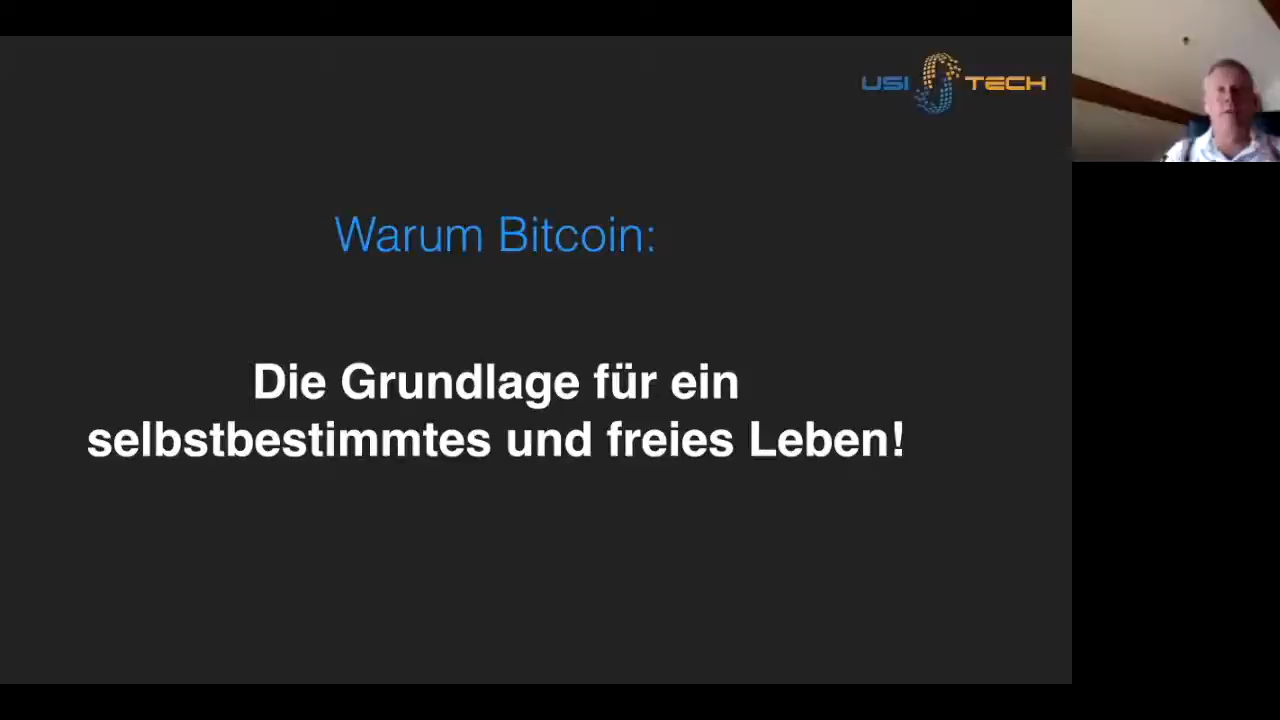 USI TECH
Warum Bitcoin:
Die Grundlage für ein
selbstbestimmtes und freies Leben!